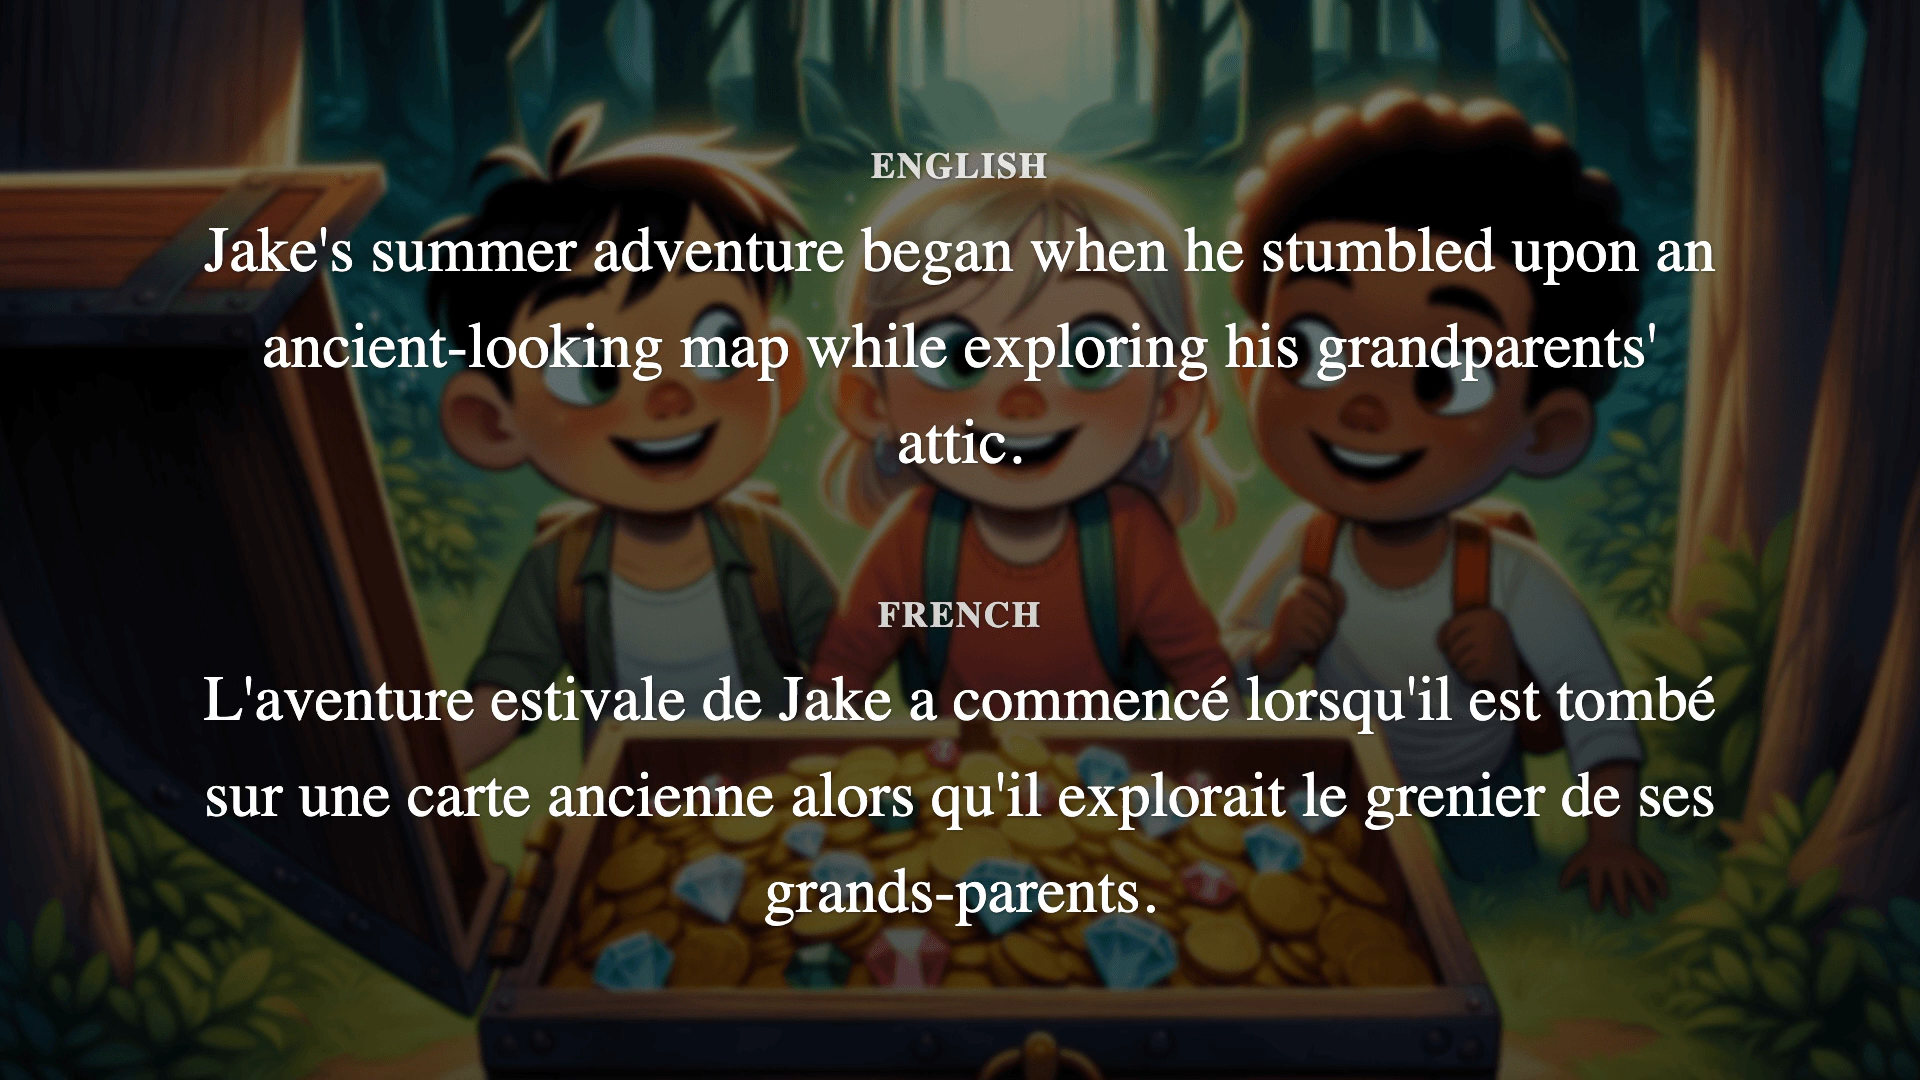 ENGLISH
Jake's summer adventure began when he stumbled upon an
ancient-looking map while exploring his grandparents'
attic.
FRENCH
L'aventure estivale de Jake a commencé lorsqu'il est tombé
sur une carte ancienne alors qu'il explorait le grenier de ses
grands-parents.